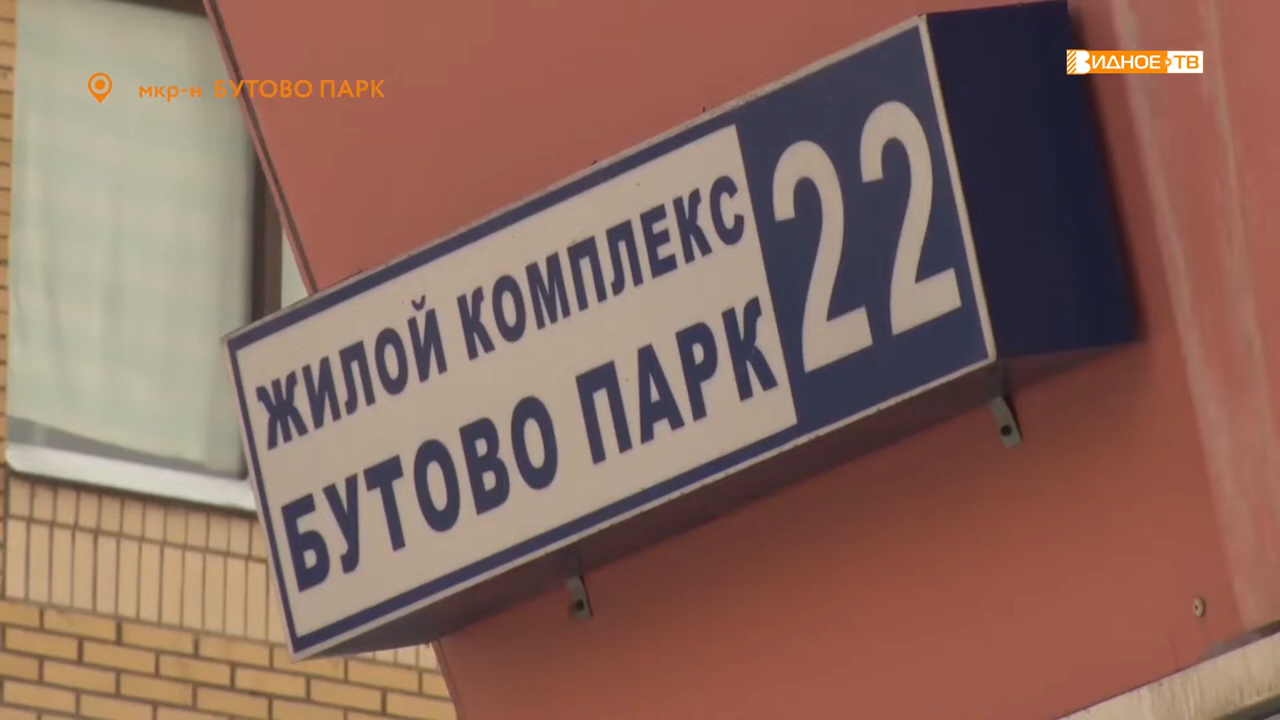 мкр-н БУТОВО ПАРК
ВИДНОЕ ТВ
ЖИЛОЙ КОМПЛЕКС
БУТОВО ПАРК
22